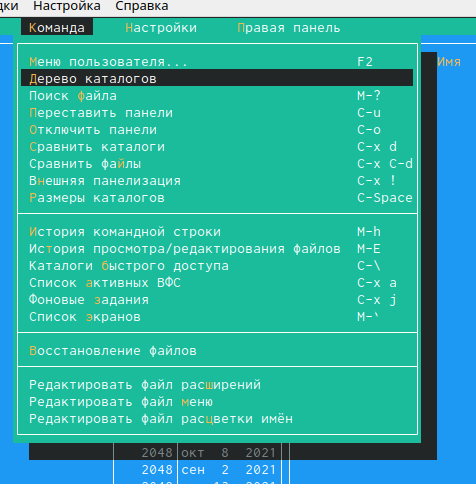 дки Настройка Справка
Команда Настройки Правая панель
Имя
Меню пользователя... F2
Дерево каталогов
Поиск файла M-?
Переставить панели C-u
Отключить панели C-o
Сравнить каталоги C-x d
Сравнить файлы C-x C-d
Внешняя панелизация C-x !
Размеры каталогов C-Space
История командной строки M-h
История просмотра/редактирования файлов M-E
Каталоги быстрого доступа C-\
Список активных ВФС C-x a
Фоновые задания C-x j
Список экранов M-`
Восстановление файлов
Редактировать файл расширений
Редактировать файл меню
Редактировать файл расцветки имён
2048 окт 8 2021
2048 сен 2 2021